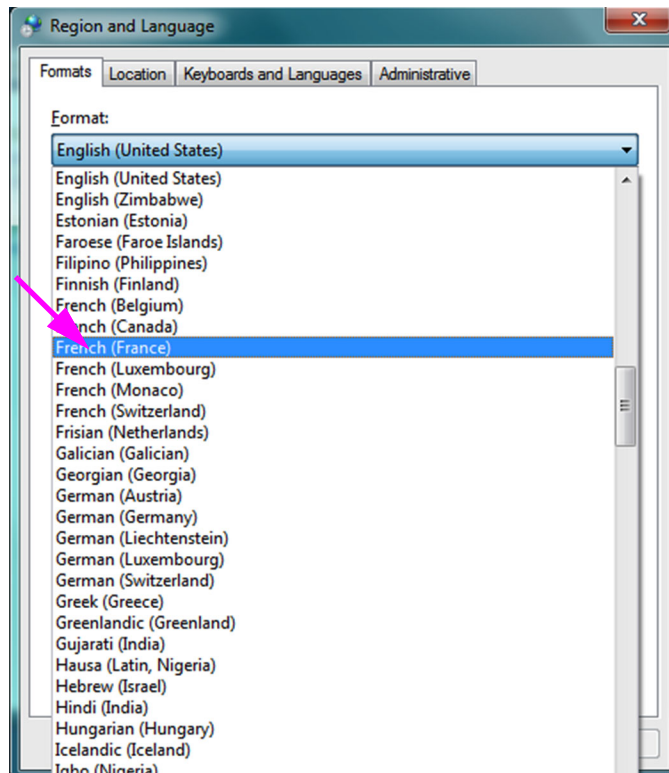 Region and Language
Formats Location Keyboards and Languages Administrative
Format:
English (United States)
English (United States)
English (Zimbabwe)
Estonian (Estonia)
Faroese (Faroe Islands)
Filipino (Philippines)
Finnish (Finland)
French (Belgium)
French (Canada)
French (France)
French (Luxembourg)
French (Monaco)
French (Switzerland)
Frisian (Netherlands)
Galician (Galician)
Georgian (Georgia)
German (Austria)
German (Germany)
German (Liechtenstein)
German (Luxembourg)
German (Switzerland)
Greek (Greece)
Greenlandic (Greenland)
Gujarati (India)
Hausa (Latin, Nigeria)
Hebrew (Israel)
Hindi (India)
Hungarian (Hungary)
Icelandic (Iceland)
Igbo (Nigeria)